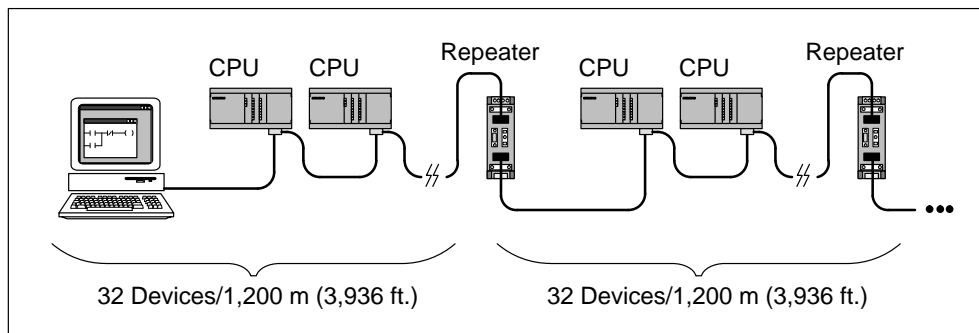 Repeater
Repeater
CPU
CPU
CPU
CPU
32 Devices/1,200 m (3,936 ft.)
32 Devices/1,200 m (3,936 ft.)